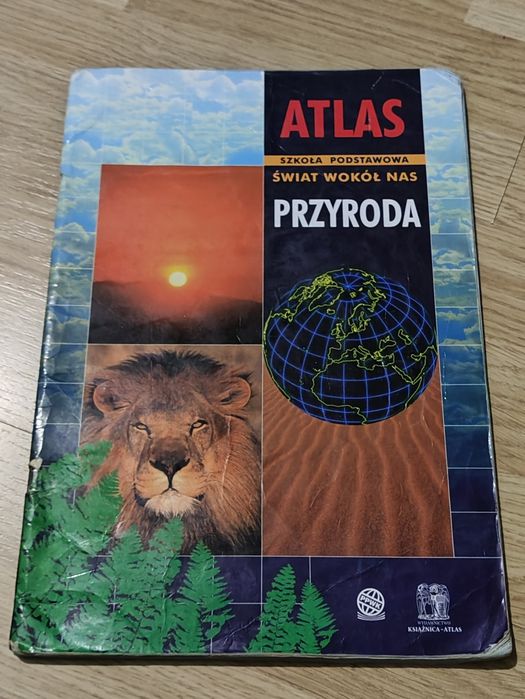 ATLAS
SZKOŁA PODSTAWOWA
ŚWIAT WOKÓŁ NAS
PRZYRODA
PPWK
WYDAWNICTWO
KSIĄŻNICA-ATLAS